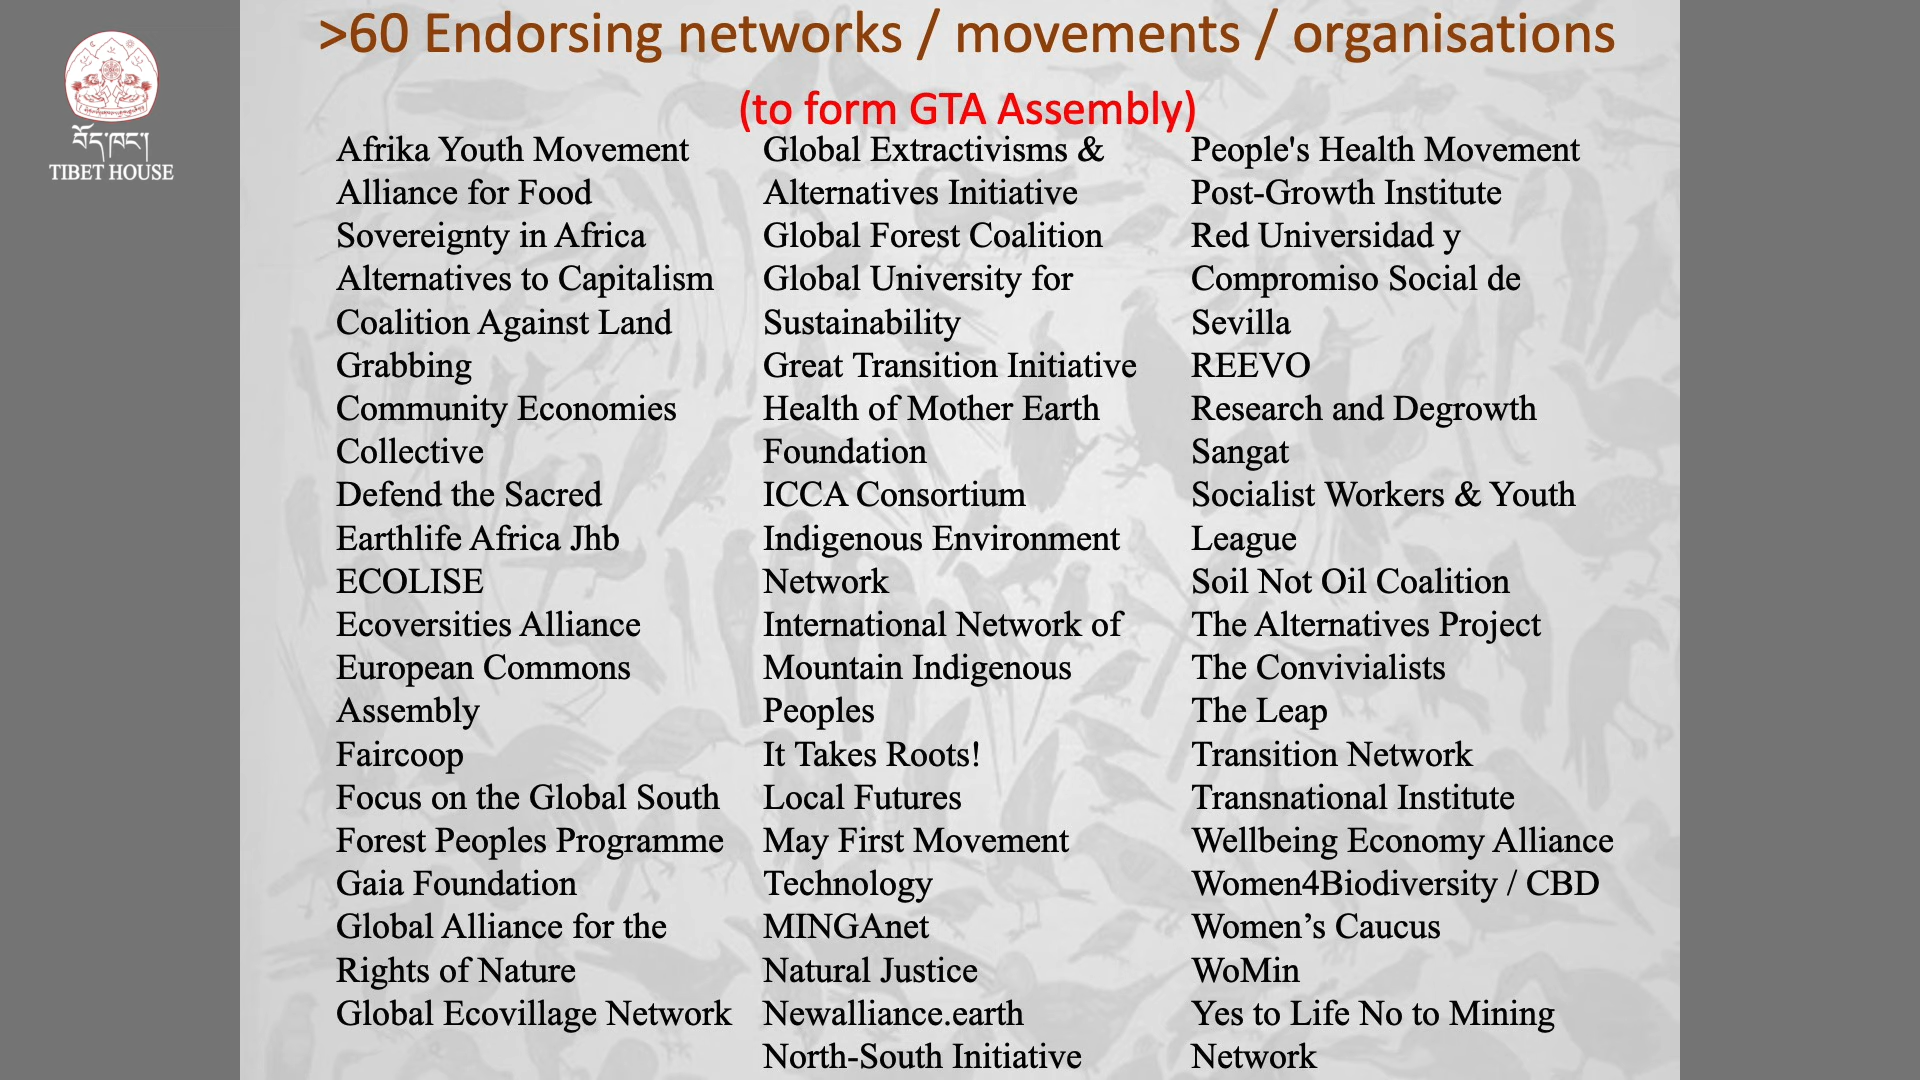 >60 Endorsing networks / movements / organisations
(to form GTA Assembly)
བོད་ཁང་།
TIBET HOUSE
Afrika Youth Movement
Alliance for Food
Sovereignty in Africa
Alternatives to Capitalism
Coalition Against Land
Grabbing
Community Economies
Collective
Defend the Sacred
Earthlife Africa Jhb
ECOLISE
Ecoversities Alliance
European Commons
Assembly
Faircoop
Focus on the Global South
Forest Peoples Programme
Gaia Foundation
Global Alliance for the
Rights of Nature
Global Ecovillage Network
Global Extractivisms &
Alternatives Initiative
Global Forest Coalition
Global University for
Sustainability
Great Transition Initiative
Health of Mother Earth
Foundation
ICCA Consortium
Indigenous Environment
Network
International Network of
Mountain Indigenous
Peoples
It Takes Roots!
Local Futures
May First Movement
Technology
MINGAnet
Natural Justice
Newalliance.earth
North-South Initiative
People's Health Movement
Post-Growth Institute
Red Universidad y
Compromiso Social de
Sevilla
REEVO
Research and Degrowth
Sangat
Socialist Workers & Youth
League
Soil Not Oil Coalition
The Alternatives Project
The Convivialists
The Leap
Transition Network
Transnational Institute
Wellbeing Economy Alliance
Women4Biodiversity / CBD
Women’s Caucus
WoMin
Yes to Life No to Mining
Network